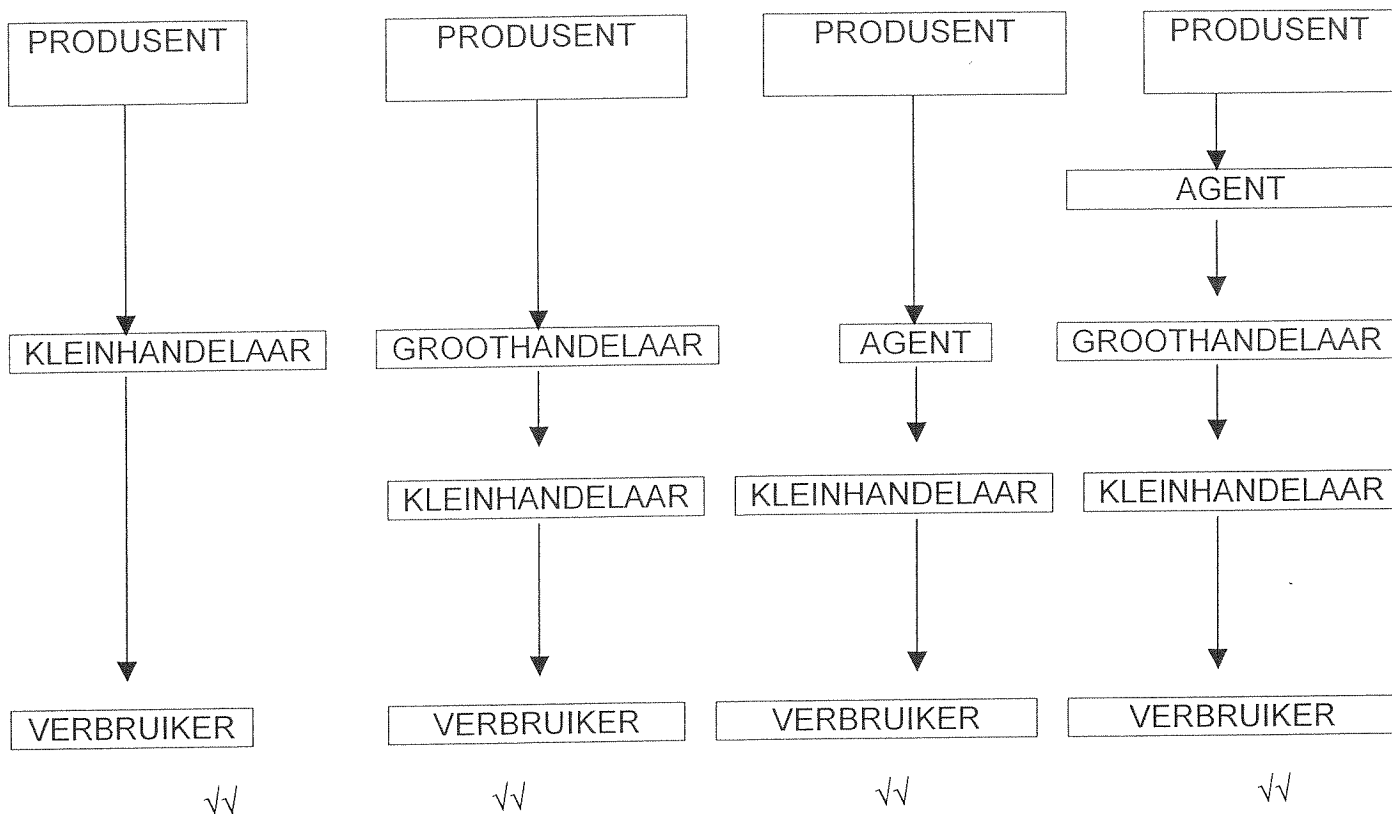 PRODUSENT PRODUSENT PRODUSENT PRODUSENT
AGENT
KLEINHANDELAAR GROOTHANDELAAR AGENT GROOTHANDELAAR
KLEINHANDELAAR KLEINHANDELAAR KLEINHANDELAAR
VERBRUIKER VERBRUIKER VERBRUIKER VERBRUIKER
√√ √√ √√ √√